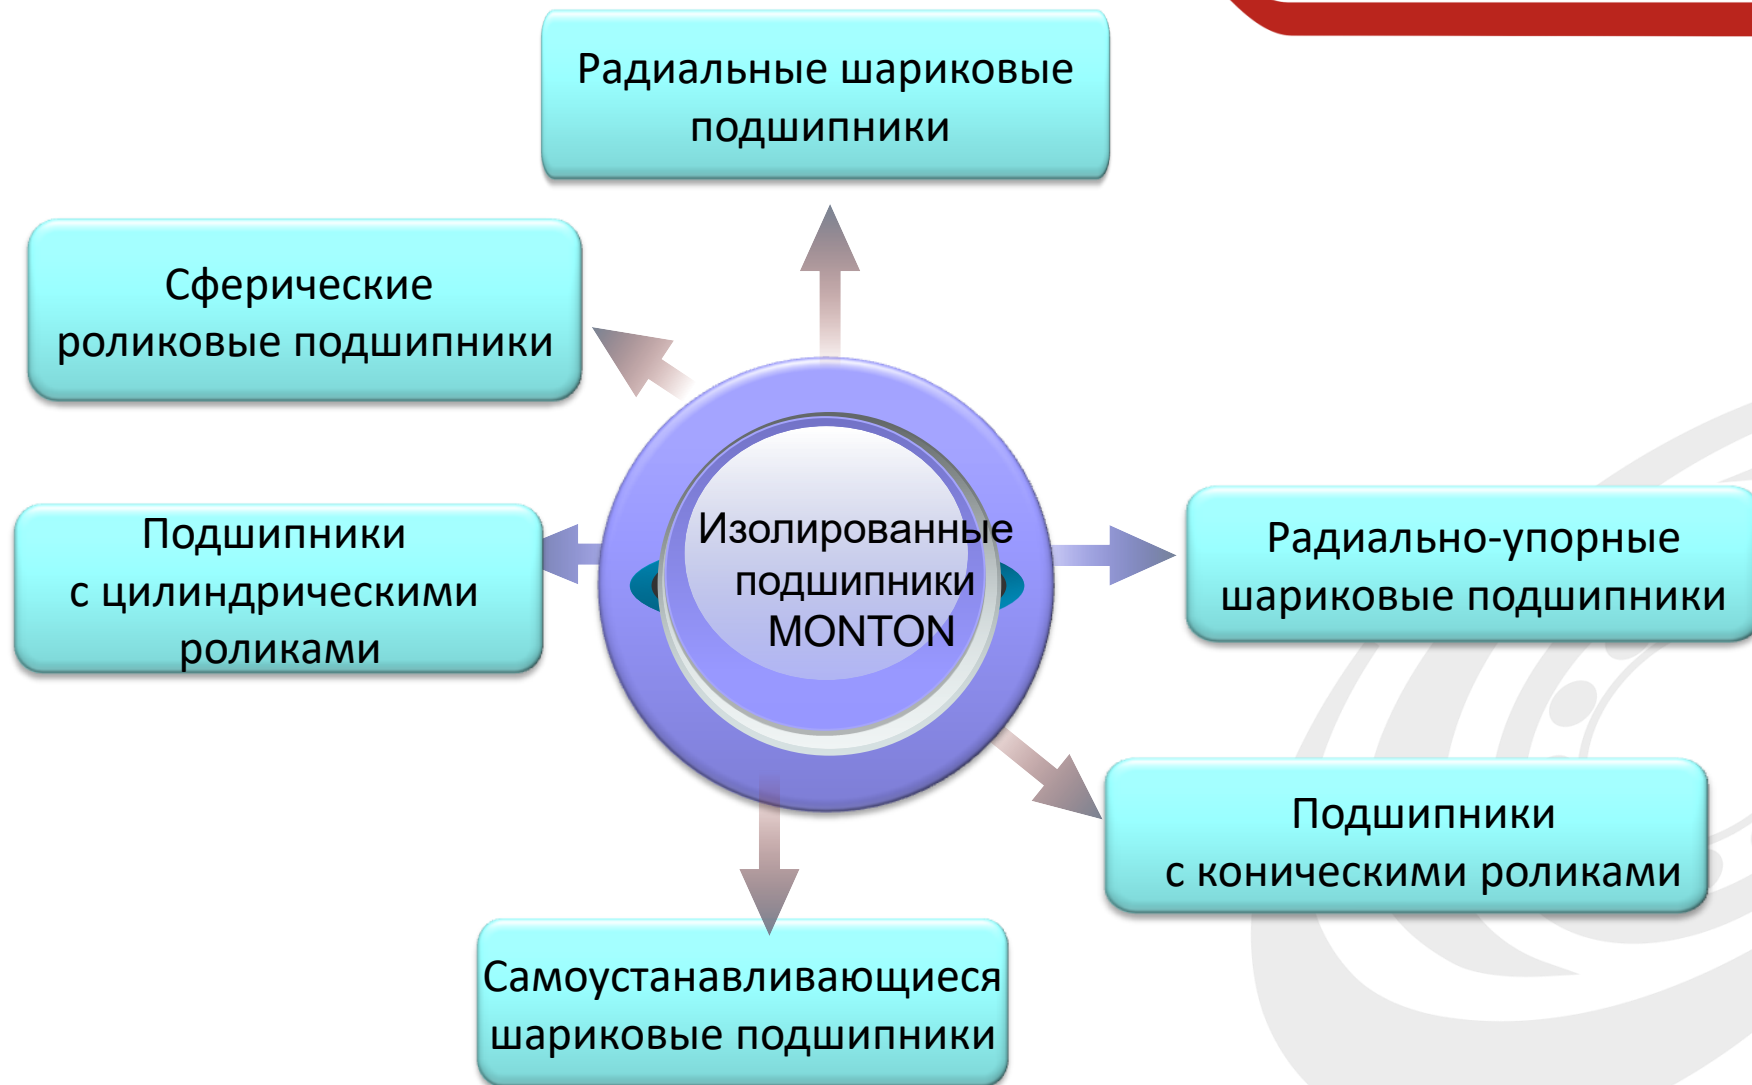 Радиальные шариковые
подшипники
Сферические
роликовые подшипники
Подшипники
с цилиндрическими
роликами
Изолированные
подшипники
MONTON
Радиально-упорные
шариковые подшипники
Подшипники
с коническими роликами
Самоустанавливающиеся
шариковые подшипники